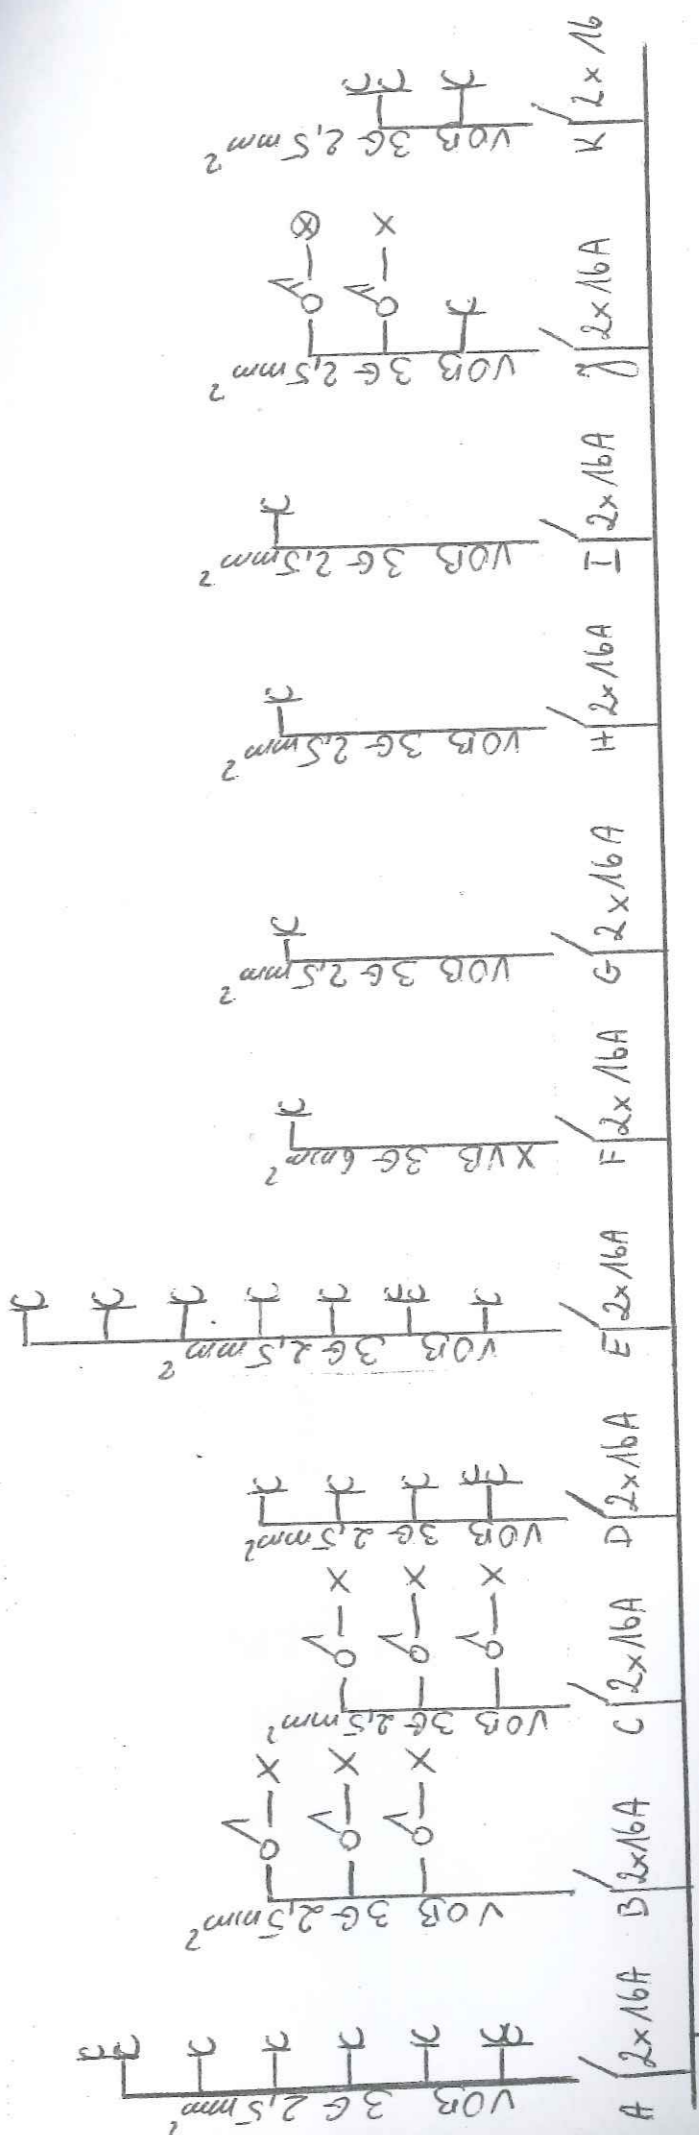 A 2x16A
VOB 3G 2,5mm²
B 2x16A
VOB 3G 2,5mm²
C 2x16A
VOB 3G 2,5mm²
D 2x16A
VOB 3G 2,5mm²
E 2x16A
VOB 3G 2,5mm²
F 2x16A
XVB 3G 6mm²
G 2x16A
VOB 3G 2,5mm²
H 2x16A
VOB 3G 2,5mm²
I 2x16A
VOB 3G 2,5mm²
J 2x16A
VOB 3G 2,5mm²
K 2x16
VOB 3G 2,5mm²